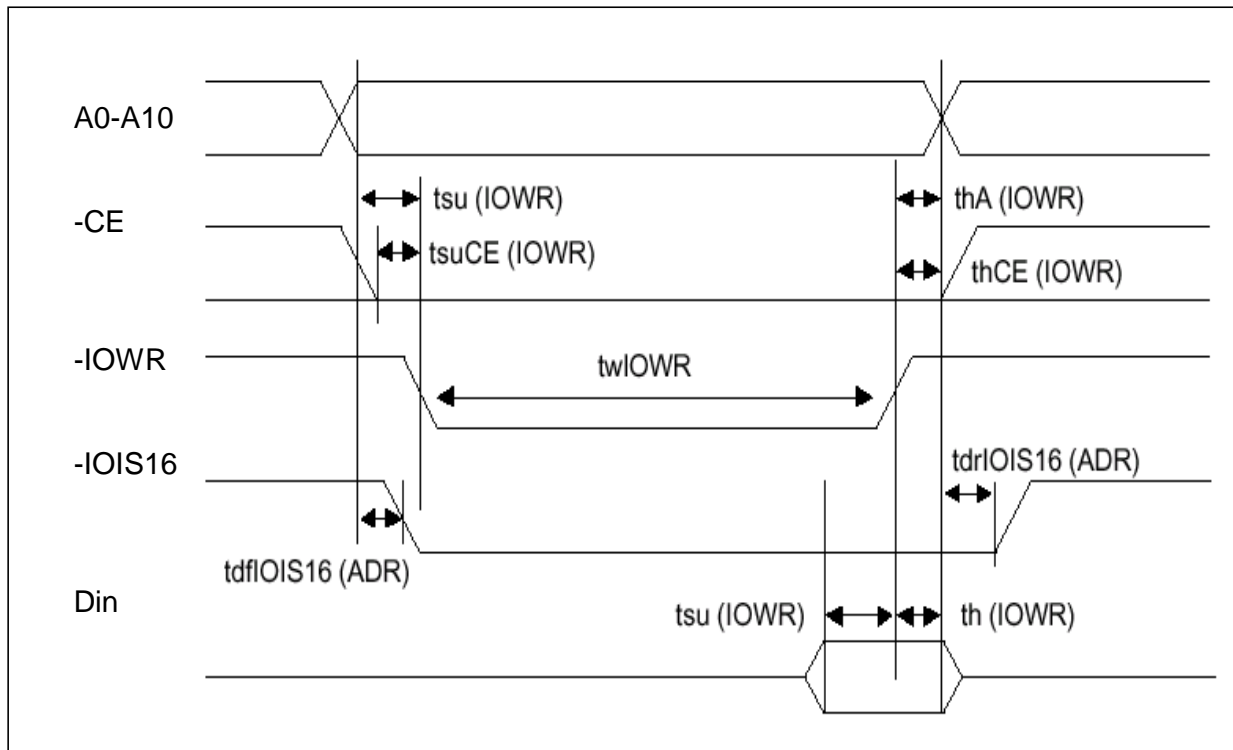 A0-A10
tsu (IOWR)
thA (IOWR)
-CE
tsuCE (IOWR)
thCE (IOWR)
-IOWR
twIOWR
-IOIS16
tdrIOIS16 (ADR)
tdfIOIS16 (ADR)
Din
tsu (IOWR)
th (IOWR)